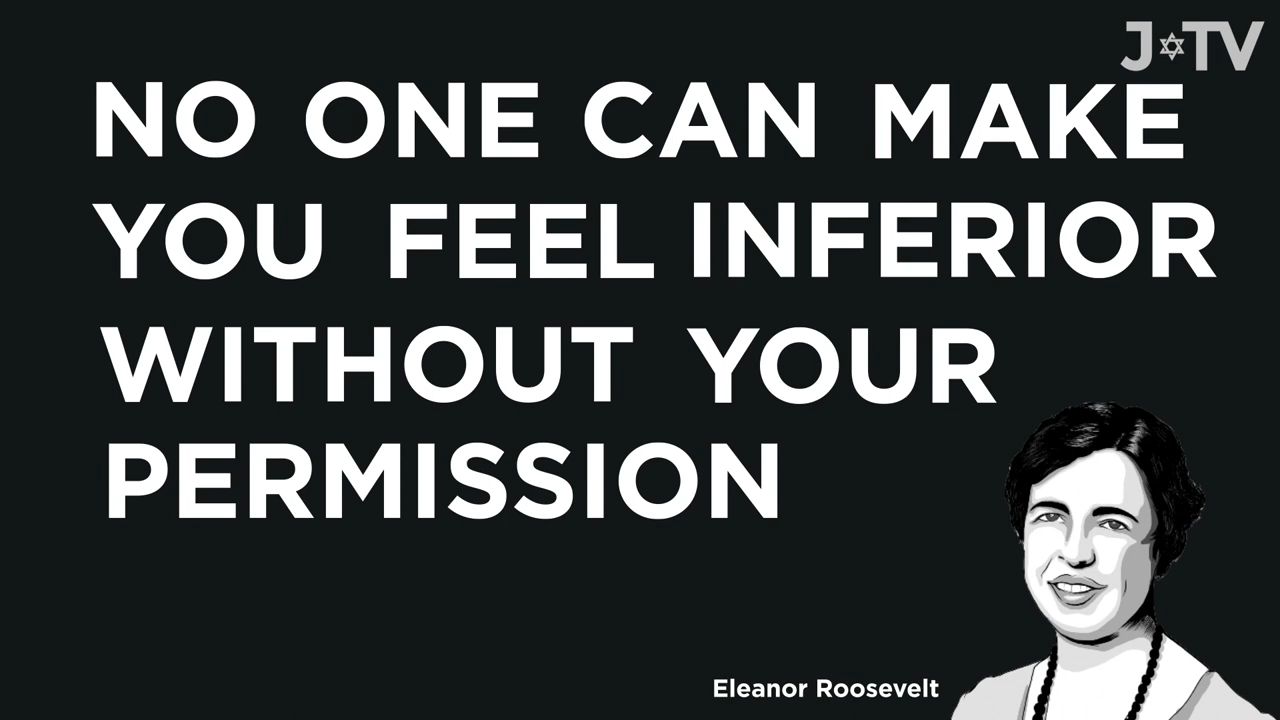 J✡TV
NO ONE CAN MAKE
YOU FEEL INFERIOR
WITHOUT YOUR
PERMISSION
Eleanor Roosevelt